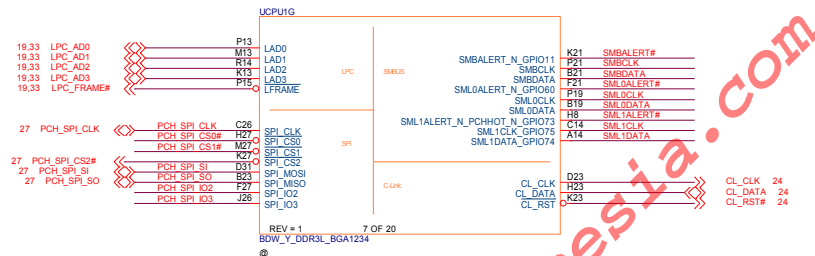 UCPU1G
19,33 LPC_AD0 P13 LAD0
19,33 LPC_AD1 M13 LAD1
19,33 LPC_AD2 R14 LAD2
19,33 LPC_AD3 K13 LAD3
19,33 LPC_FRAME# P15 LFRAME
LPC SMBUS
SMBALERT_N_GPIO11 K21 SMBALERT#
SMBCLK P21 SMBCLK
SMBDATA B21 SMBDATA
SML0ALERT_N_GPIO60 F21 SML0ALERT#
SML0CLK P19 SML0CLK
SML0DATA B19 SML0DATA
SML1ALERT_N_PCHHOT_N_GPIO73 H8 SML1ALERT#
SML1CLK_GPIO75 C14 SML1CLK
SML1DATA_GPIO74 A14 SML1DATA
27 PCH_SPI_CLK PCH_SPI_CLK C26 SPI_CLK
PCH_SPI_CS0# H27 SPI_CS0
PCH_SPI_CS1# M27 SPI_CS1
27 PCH_SPI_CS2# K27 SPI_CS2
27 PCH_SPI_SI PCH_SPI_SI D31 SPI_MOSI
27 PCH_SPI_SO PCH_SPI_SO B23 SPI_MISO
PCH_SPI_IO2 F27 SPI_IO2
PCH_SPI_IO3 J26 SPI_IO3
SPI
C-Link
CL_CLK D23 CL_CLK 24
CL_DATA H23 CL_DATA 24
CL_RST K23 CL_RST# 24
REV = 1 7 OF 20
BDW_Y_DDR3L_BGA1234
@
esia.com